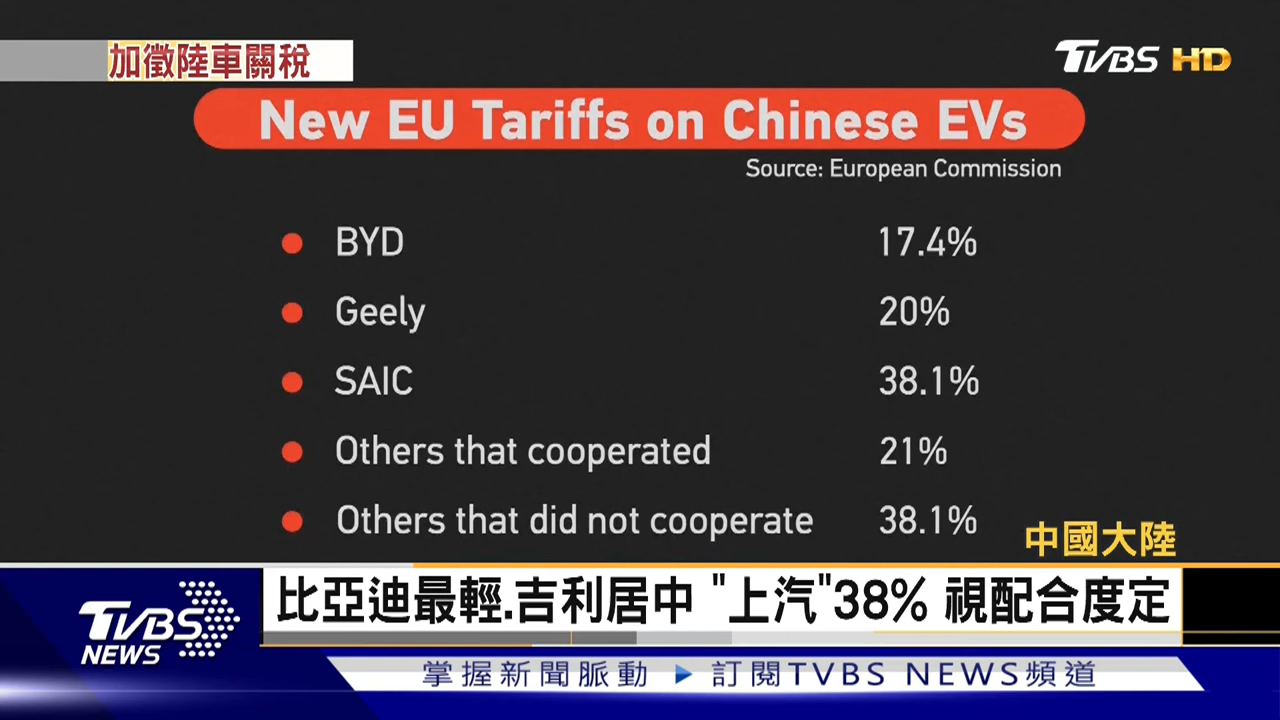 加徵陸車關稅
TVBS HD
New EU Tariffs on Chinese EVs
Source: European Commission
BYD 17.4%
Geely 20%
SAIC 38.1%
Others that cooperated 21%
Others that did not cooperate 38.1%
中國大陸
比亞迪最輕.吉利居中 "上汽"38% 視配合度定
TVBS NEWS
掌握新聞脈動 ▶ 訂閱TVBS NEWS頻道